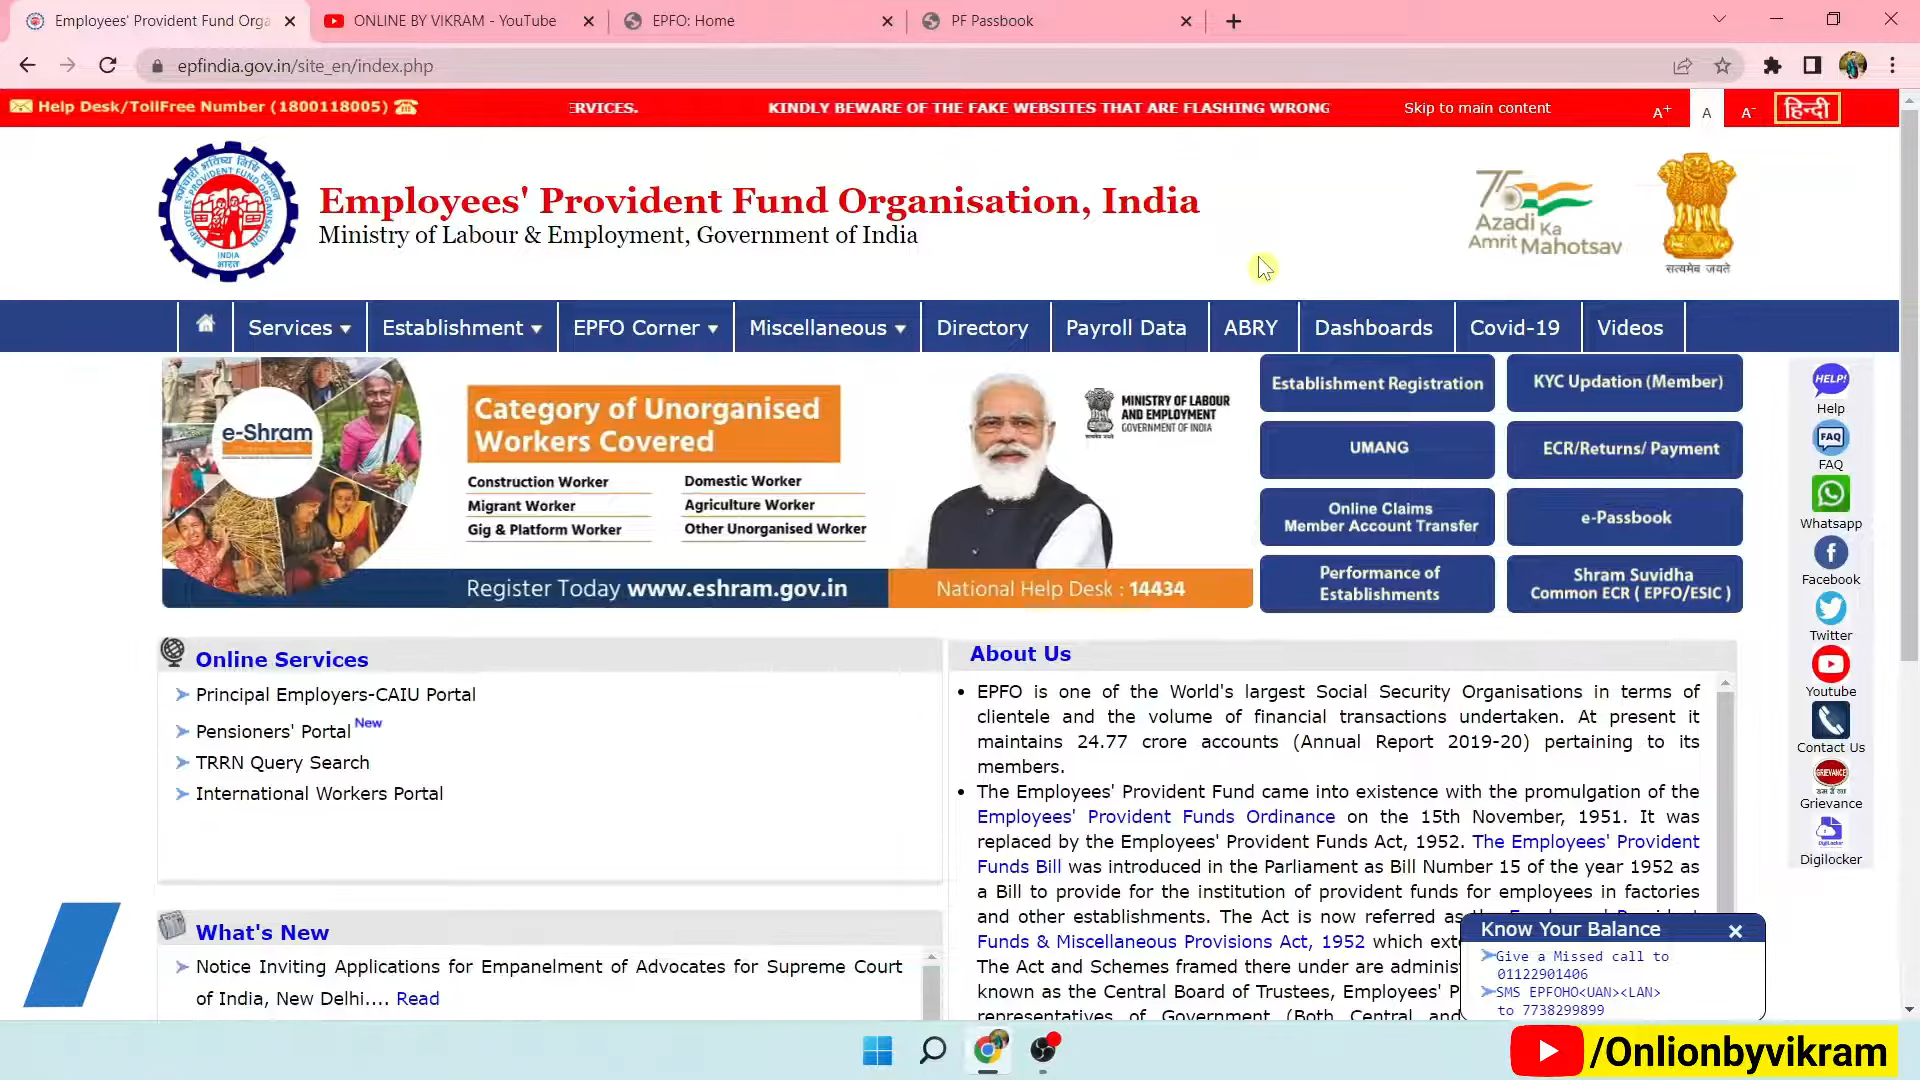 Employees' Provident Fund Orga
ONLINE BY VIKRAM - YouTube
EPFO: Home
PF Passbook
epfindia.gov.in/site_en/index.php
Help Desk/TollFree Number (1800118005)
ERVICES.
KINDLY BEWARE OF THE FAKE WEBSITES THAT ARE FLASHING WRONG
Skip to main content
A+
A
A-
हिन्दी
कर्मचारी भविष्य निधि संगठन
EMPLOYEES' PROVIDENT FUND ORGANISATION
INDIA
भारत
Employees' Provident Fund Organisation, India
Ministry of Labour & Employment, Government of India
75
Azadi Ka
Amrit Mahotsav
सत्यमेव जयते
Services
Establishment
EPFO Corner
Miscellaneous
Directory
Payroll Data
ABRY
Dashboards
Covid-19
Videos
e-Shram
Category of Unorganised
Workers Covered
Construction Worker
Domestic Worker
Migrant Worker
Agriculture Worker
Gig & Platform Worker
Other Unorganised Worker
MINISTRY OF LABOUR
AND EMPLOYMENT
GOVERNMENT OF INDIA
Register Today www.eshram.gov.in
National Help Desk : 14434
Establishment Registration
KYC Updation (Member)
UMANG
ECR/Returns/ Payment
Online Claims
Member Account Transfer
e-Passbook
Performance of
Establishments
Shram Suvidha
Common ECR ( EPFO/ESIC )
HELP!
Help
FAQ
FAQ
Whatsapp
Facebook
Twitter
Youtube
Contact Us
GRIEVANCE
Grievance
DigiLocker
Digilocker
Online Services
Principal Employers-CAIU Portal
Pensioners' Portal New
TRRN Query Search
International Workers Portal
What's New
Notice Inviting Applications for Empanelment of Advocates for Supreme Court
of India, New Delhi.... Read
About Us
EPFO is one of the World's largest Social Security Organisations in terms of
clientele and the volume of financial transactions undertaken. At present it
maintains 24.77 crore accounts (Annual Report 2019-20) pertaining to its
members.
The Employees' Provident Fund came into existence with the promulgation of the
Employees' Provident Funds Ordinance on the 15th November, 1951. It was
replaced by the Employees' Provident Funds Act, 1952. The Employees' Provident
Funds Bill was introduced in the Parliament as Bill Number 15 of the year 1952 as
a Bill to provide for the institution of provident funds for employees in factories
and other establishments. The Act is now referred as
Funds & Miscellaneous Provisions Act, 1952 which exte
The Act and Schemes framed there under are adminis
known as the Central Board of Trustees, Employees' P
representatives of Government (Both Central and
Know Your Balance
Give a Missed call to
01122901406
SMS EPFOHO<UAN><LAN>
to 7738299899
/Onlionbyvikram